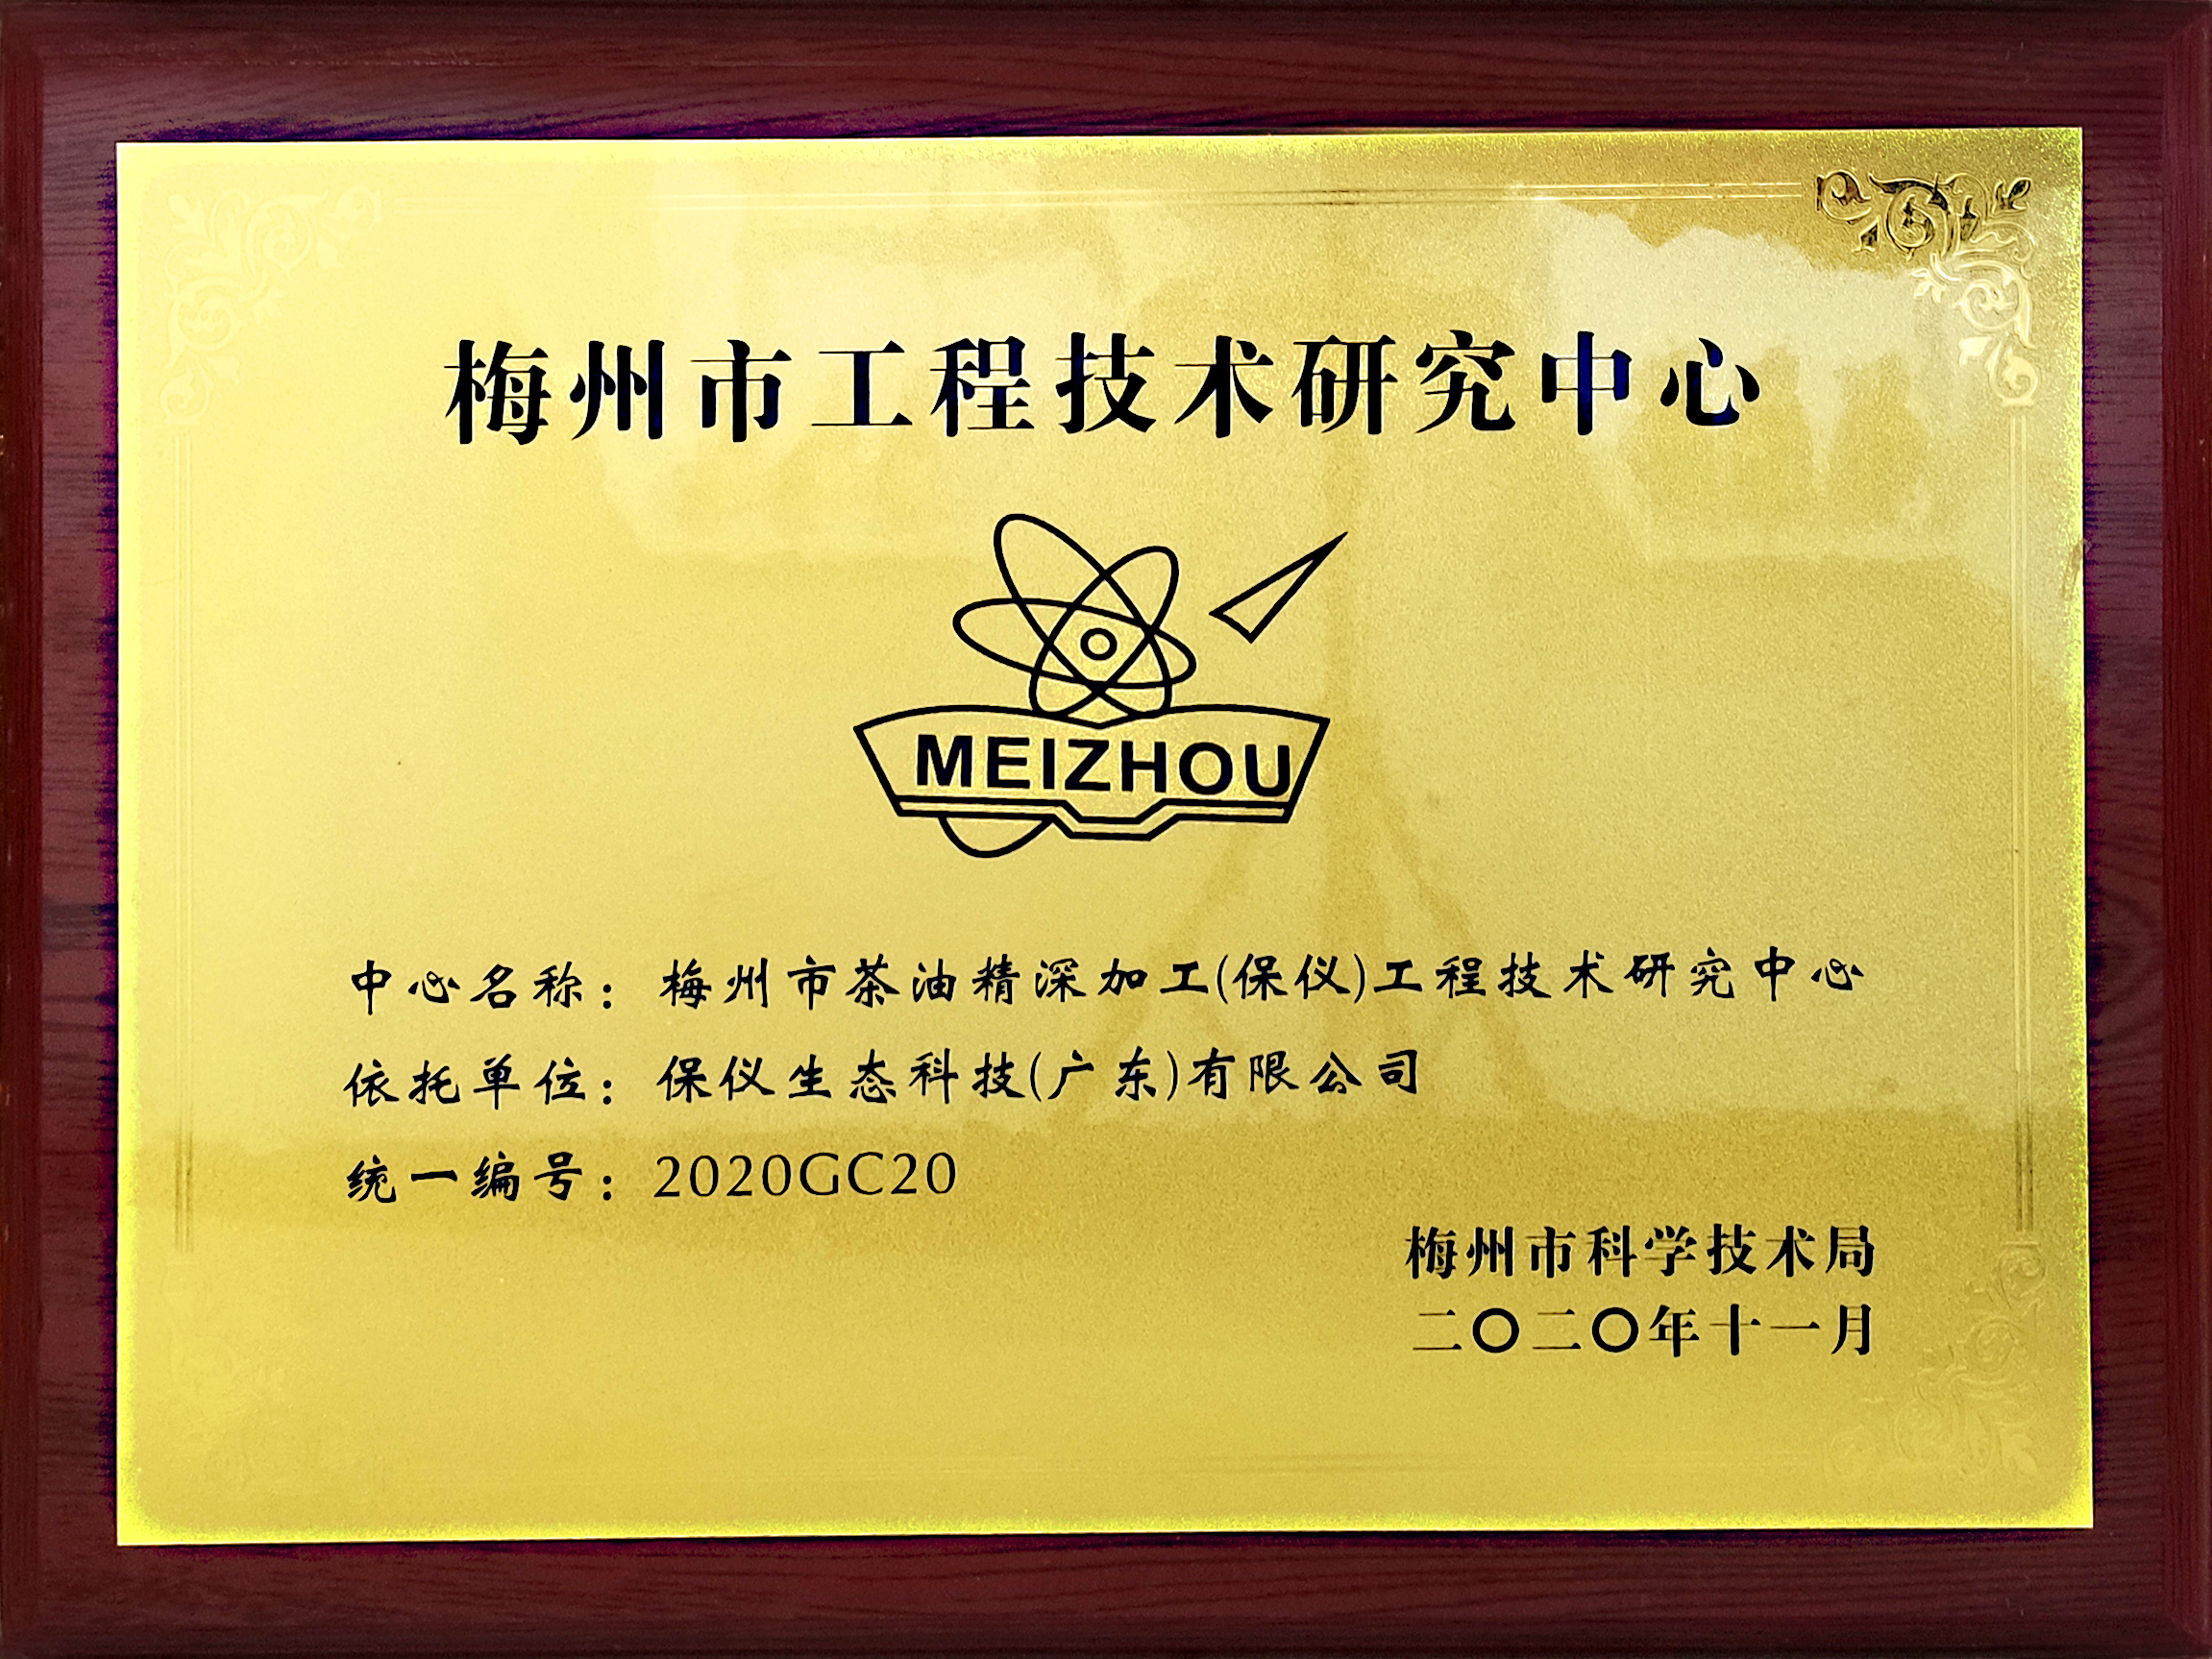 梅州市工程技术研究中心
MEIZHOU
中心名称：梅州市茶油精深加工(保仪)工程技术研究中心
依托单位：保仪生态科技(广东)有限公司
统一编号：2020GC20
梅州市科学技术局
二〇二〇年十一月